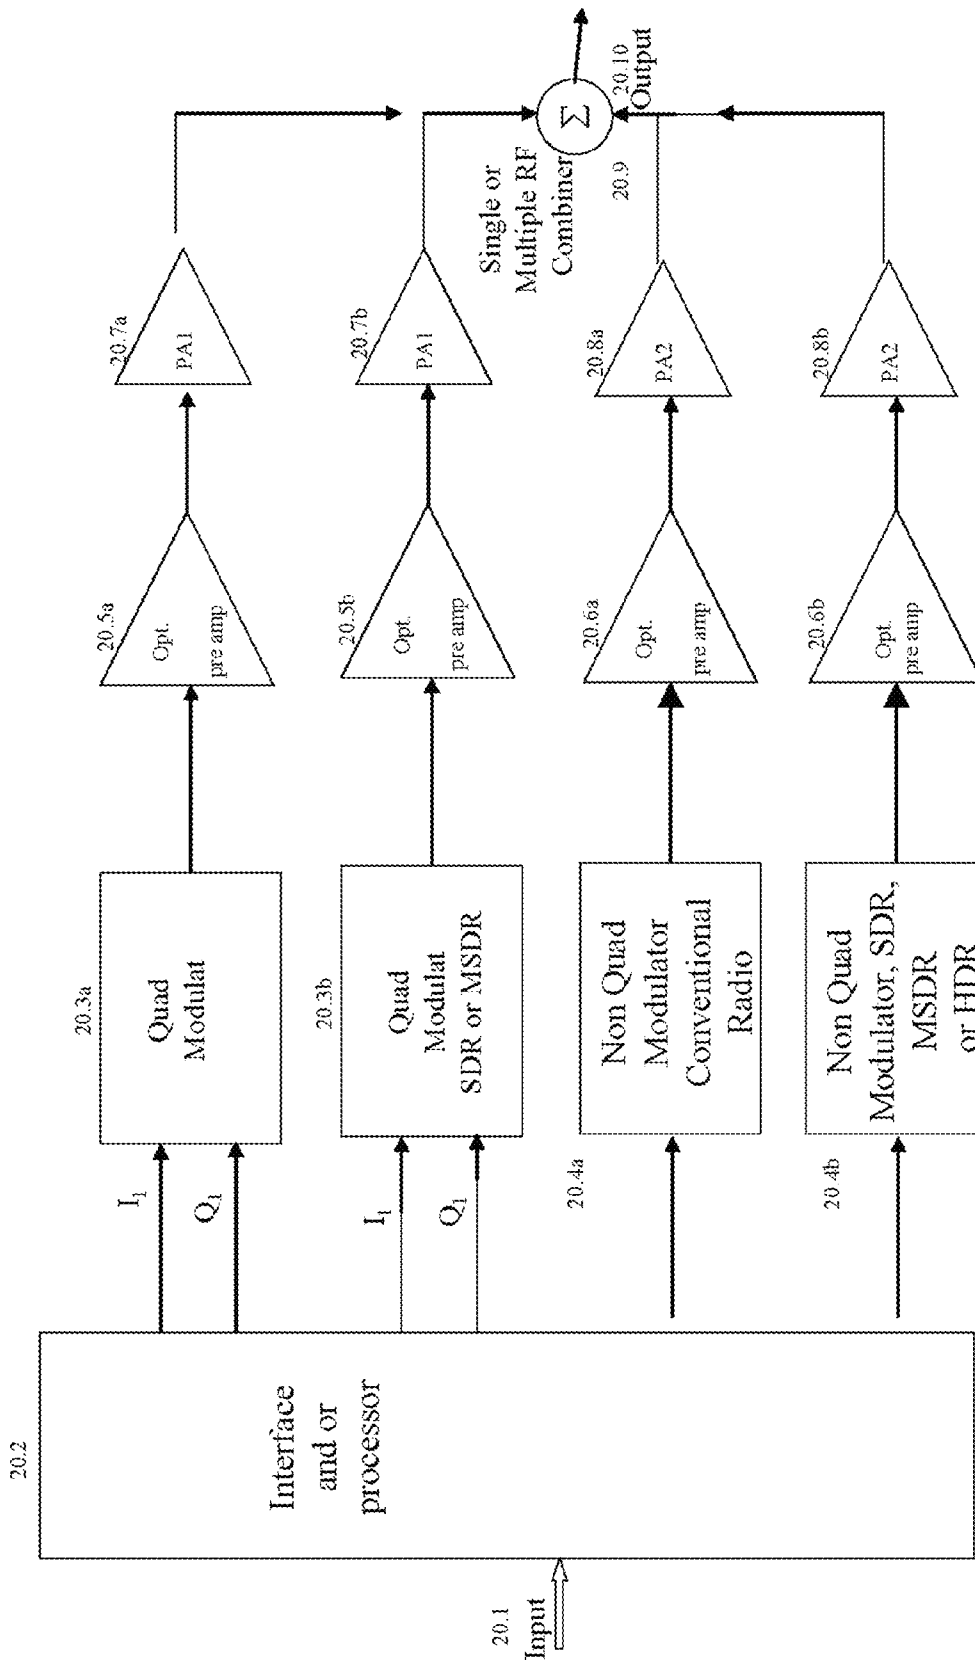 20.1
Input
20.2
Interface
and or
processor
I1
Q1
20.3a
Quad
Modulat
20.5a
Opt.
pre amp
20.7a
PA1
I1
Q1
20.3b
Quad
Modulat
SDR or MSDR
20.5b
Opt.
pre amp
20.7b
PA1
Single or
Multiple RF
Combiner
20.9
Σ
20.10
Output
20.4a
Non Quad
Modulator
Conventional
Radio
20.6a
Opt
pre amp
20.8a
PA2
20.4b
Non Quad
Modulator, SDR,
MSDR
or HDR
20.6b
Opt.
pre amp
20.8b
PA2